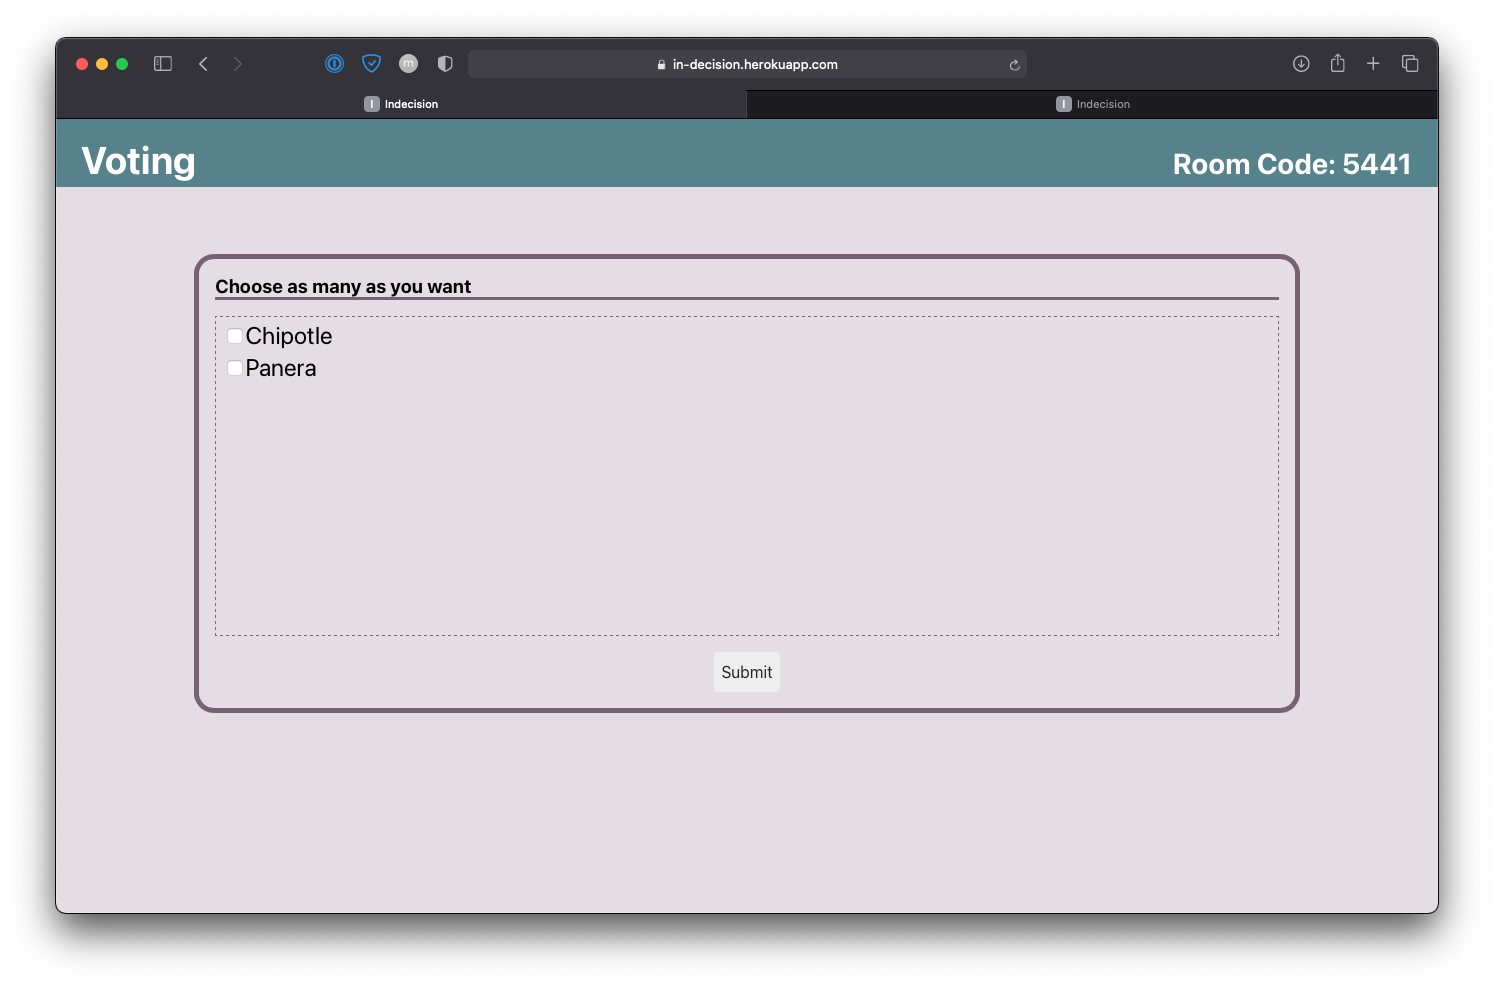 in-decision.herokuapp.com
I Indecision
I Indecision
Voting
Room Code: 5441
Choose as many as you want
Chipotle
Panera
Submit
m